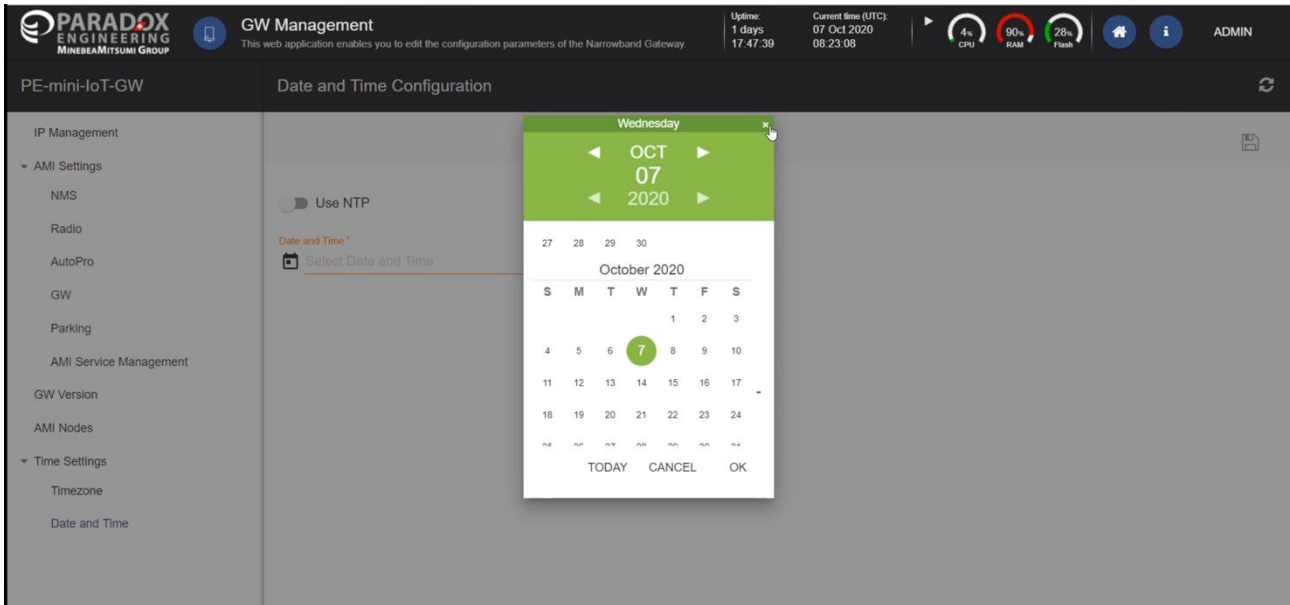 PARADOX
ENGINEERING
MINEBEAMITSUMI GROUP
GW Management
This web application enables you to edit the configuration parameters of the Narrowband Gateway.
Uptime:
1 days
17:47:39
Current time (UTC):
07 Oct 2020
08:23:08
4%
CPU
90%
RAM
28%
Flash
ADMIN
PE-mini-IoT-GW
Date and Time Configuration
IP Management
AMI Settings
NMS
Radio
AutoPro
GW
Parking
AMI Service Management
GW Version
AMI Nodes
Time Settings
Timezone
Date and Time
Use NTP
Date and Time *
Select Date and Time
Wednesday ×
OCT
07
2020
27 28 29 30
October 2020
S M T W T F S
1 2 3
4 5 6 7 8 9 10
11 12 13 14 15 16 17
18 19 20 21 22 23 24
TODAY CANCEL OK